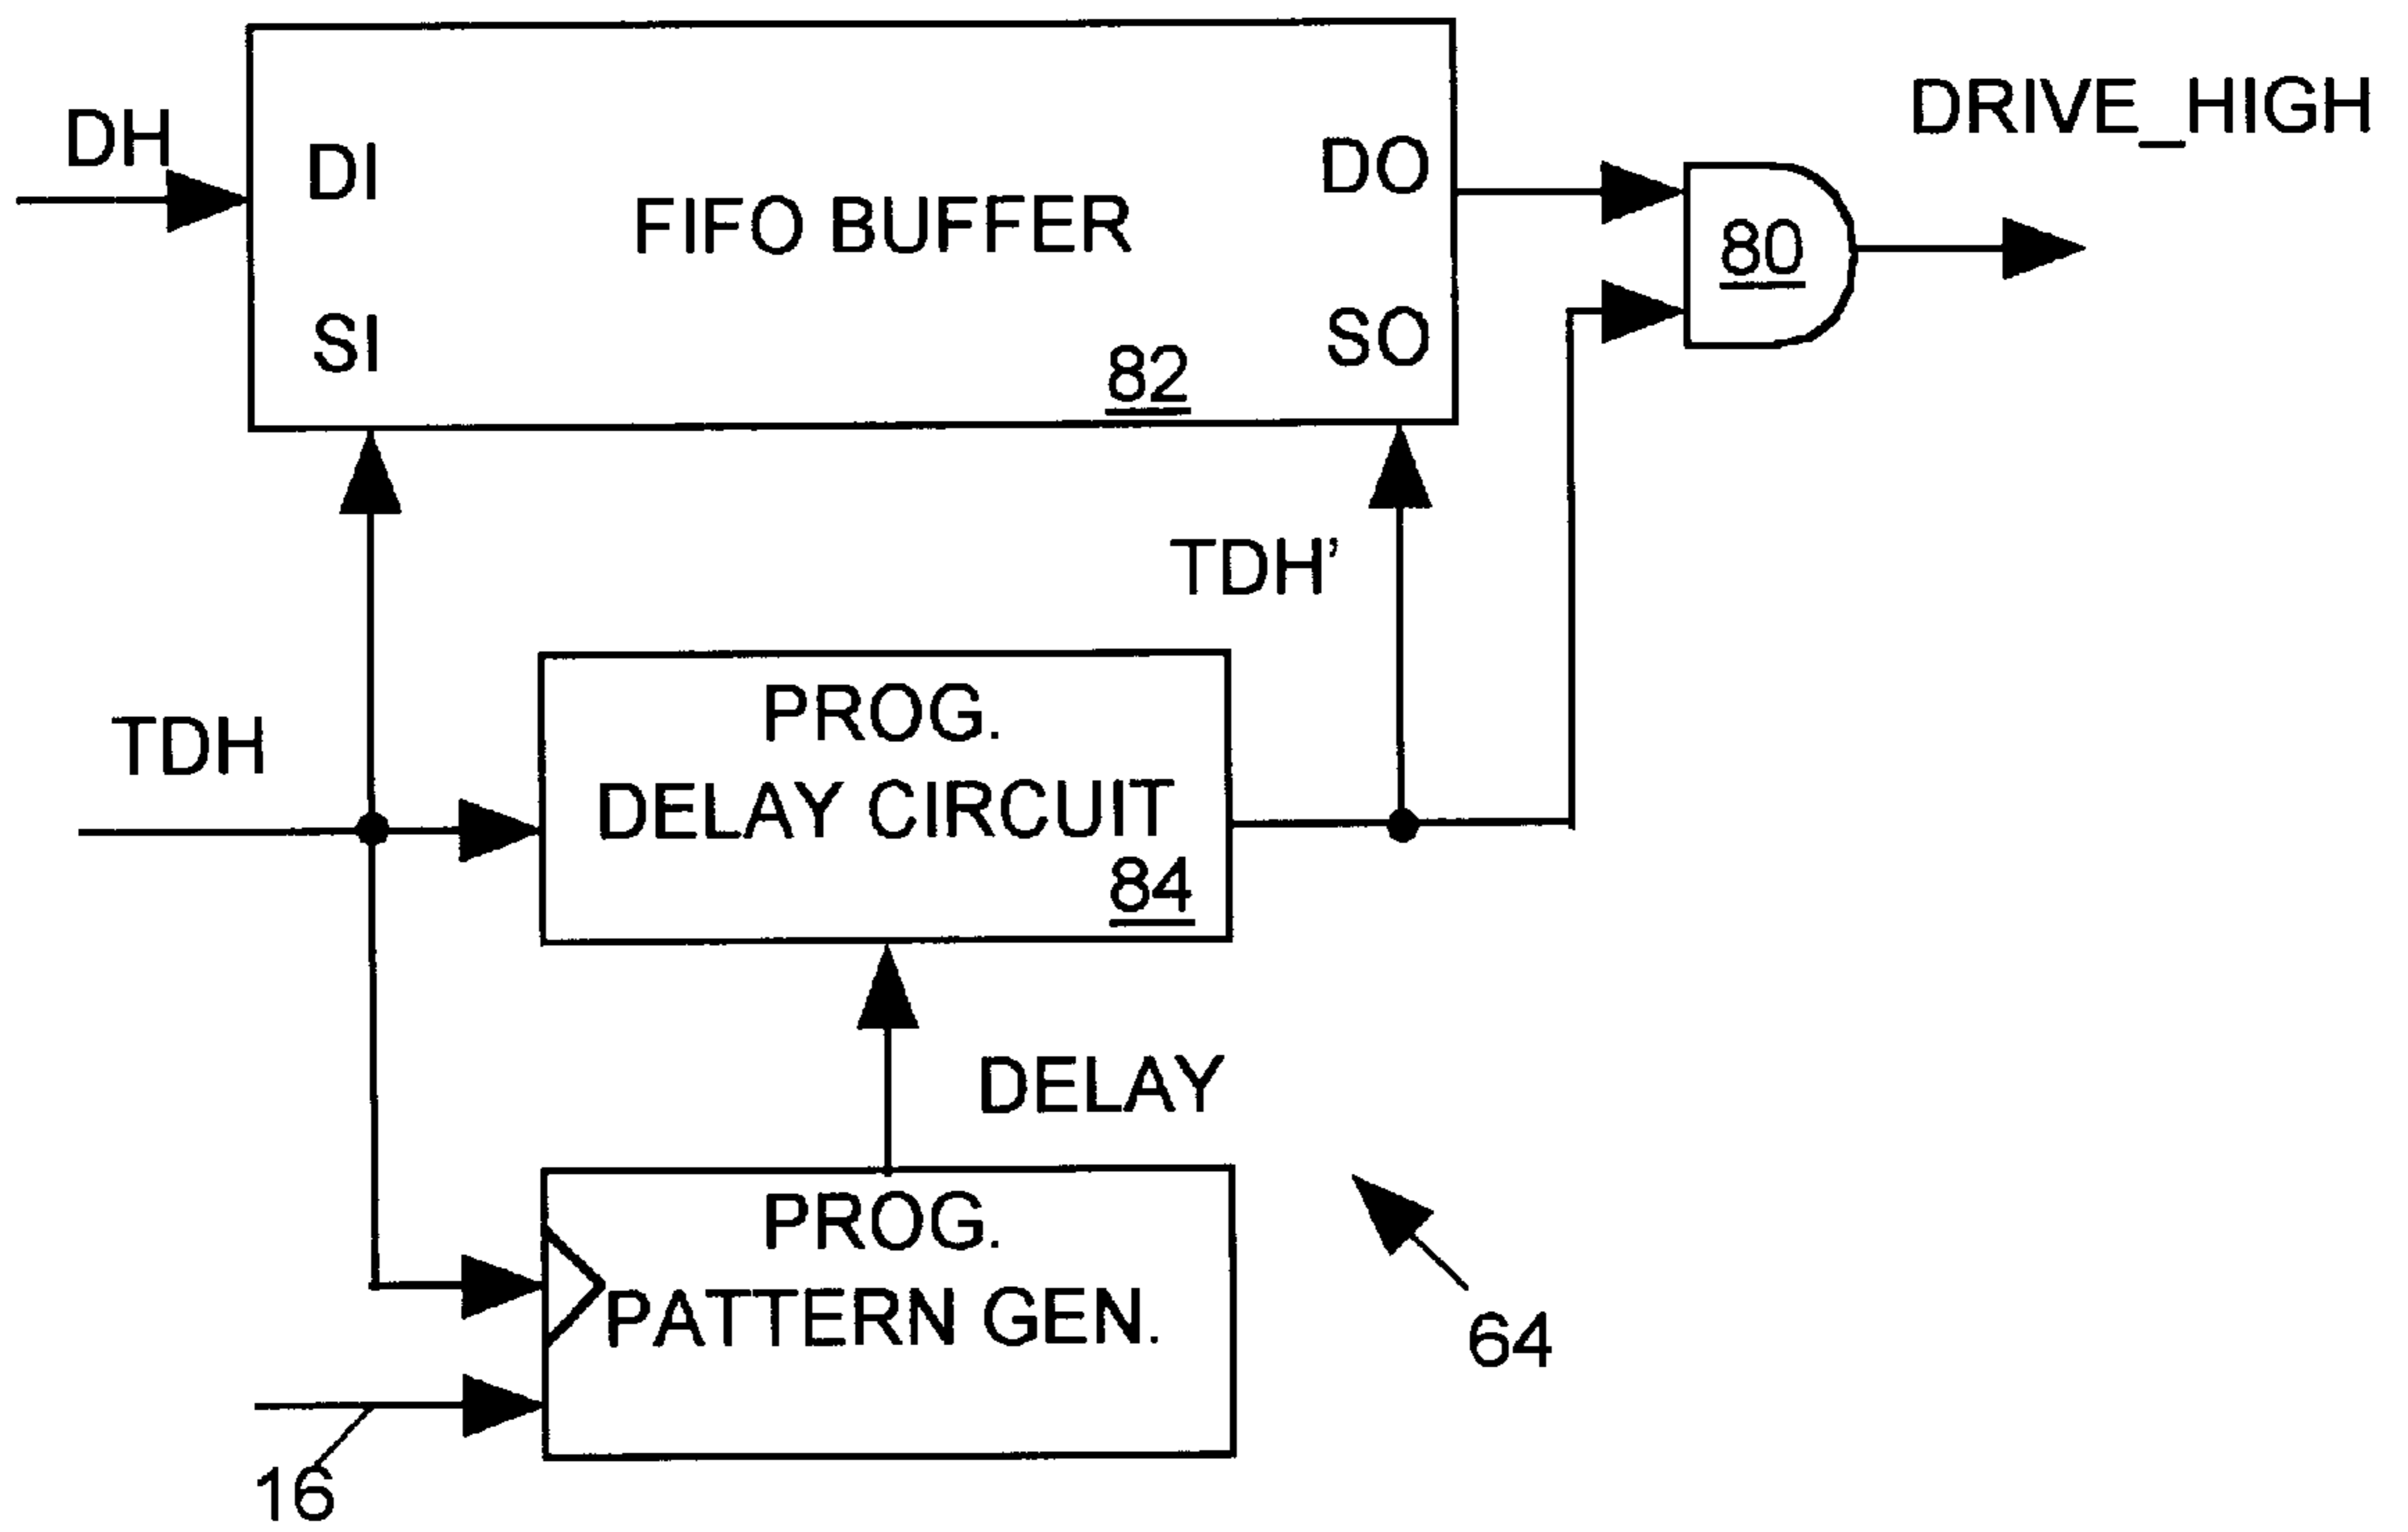 DRIVE_HIGH
DH
DI
DO
FIFO BUFFER
80
SI
SO
82
TDH'
PROG.
TDH
DELAY CIRCUIT
84
DELAY
PROG.
PATTERN GEN.
64
16